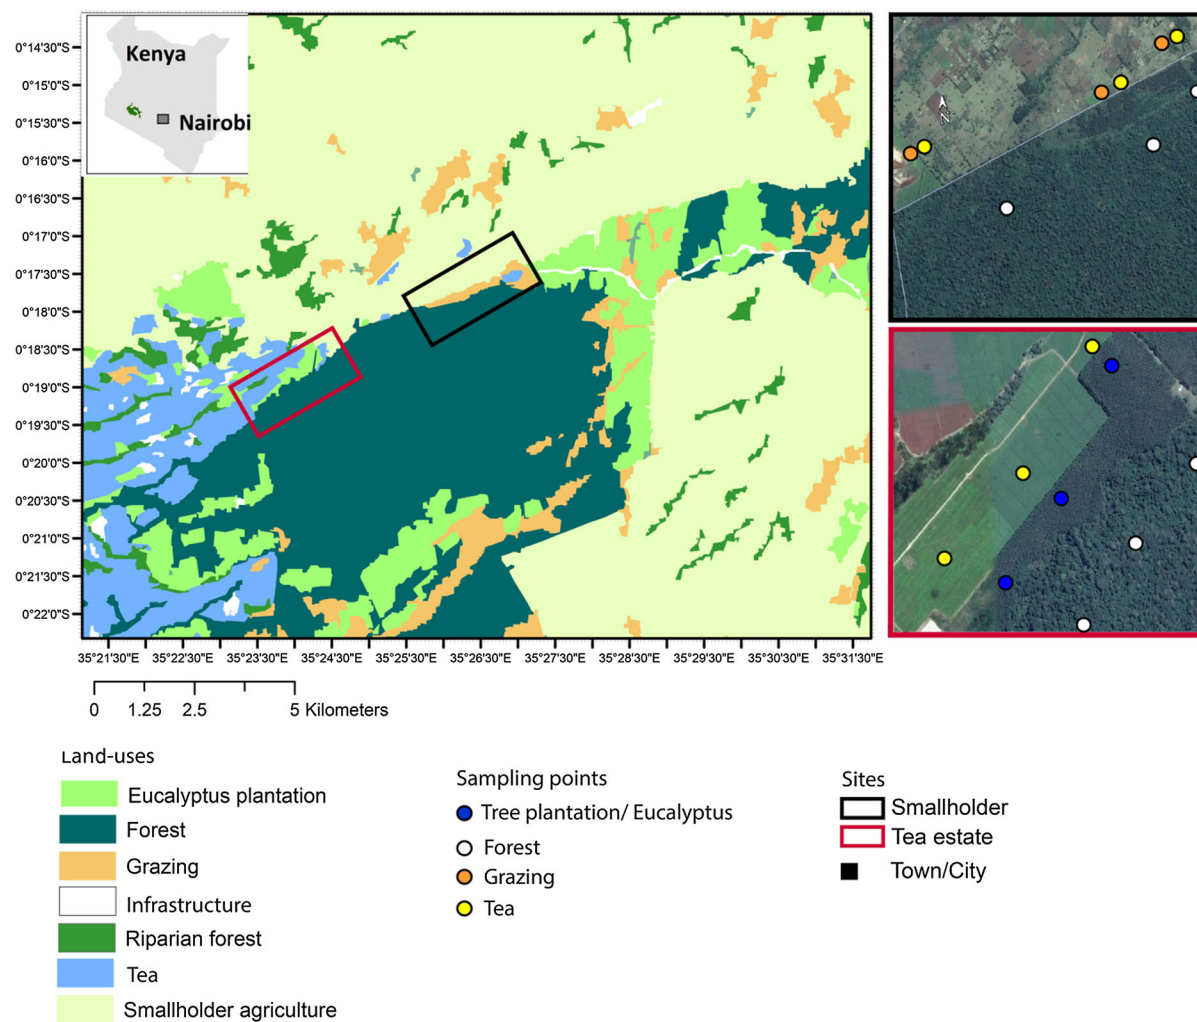 Kenya
Nairobi
0°14'30"S
0°15'0"S
0°15'30"S
0°16'0"S
0°16'30"S
0°17'0"S
0°17'30"S
0°18'0"S
0°18'30"S
0°19'0"S
0°19'30"S
0°20'0"S
0°20'30"S
0°21'0"S
0°21'30"S
0°22'0"S
35°21'30"E 35°22'30"E 35°23'30"E 35°24'30"E 35°25'30"E 35°26'30"E 35°27'30"E 35°28'30"E 35°29'30"E 35°30'30"E 35°31'30"E
0 1.25 2.5 5 Kilometers
N
Land-uses
Eucalyptus plantation
Forest
Grazing
Infrastructure
Riparian forest
Tea
Smallholder agriculture
Sampling points
Tree plantation/ Eucalyptus
Forest
Grazing
Tea
Sites
Smallholder
Tea estate
Town/City